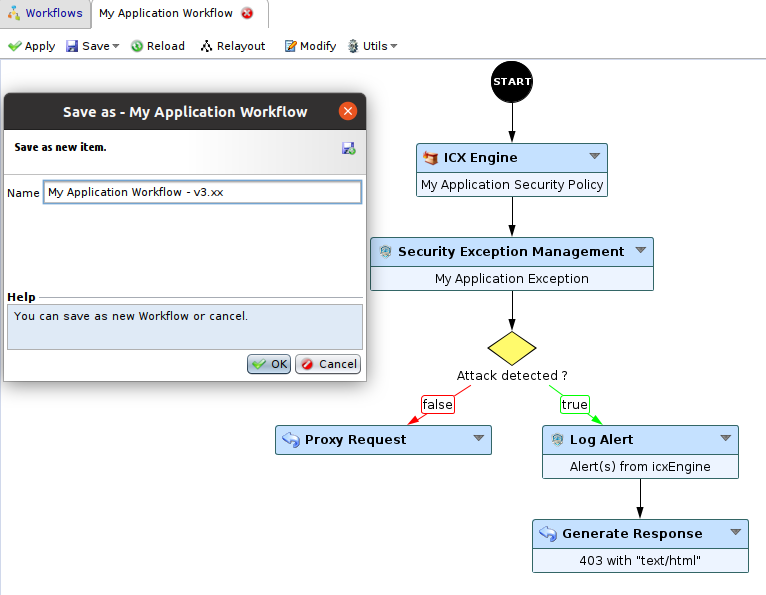 Workflows My Application Workflow
Apply Save Reload Relayout Modify Utils
START
Save as - My Application Workflow
Save as new item.
Name My Application Workflow - v3.xx
Help
You can save as new Workflow or cancel.
OK Cancel
ICX Engine
My Application Security Policy
Security Exception Management
My Application Exception
Attack detected ?
false true
Proxy Request
Log Alert
Alert(s) from icxEngine
Generate Response
403 with "text/html"